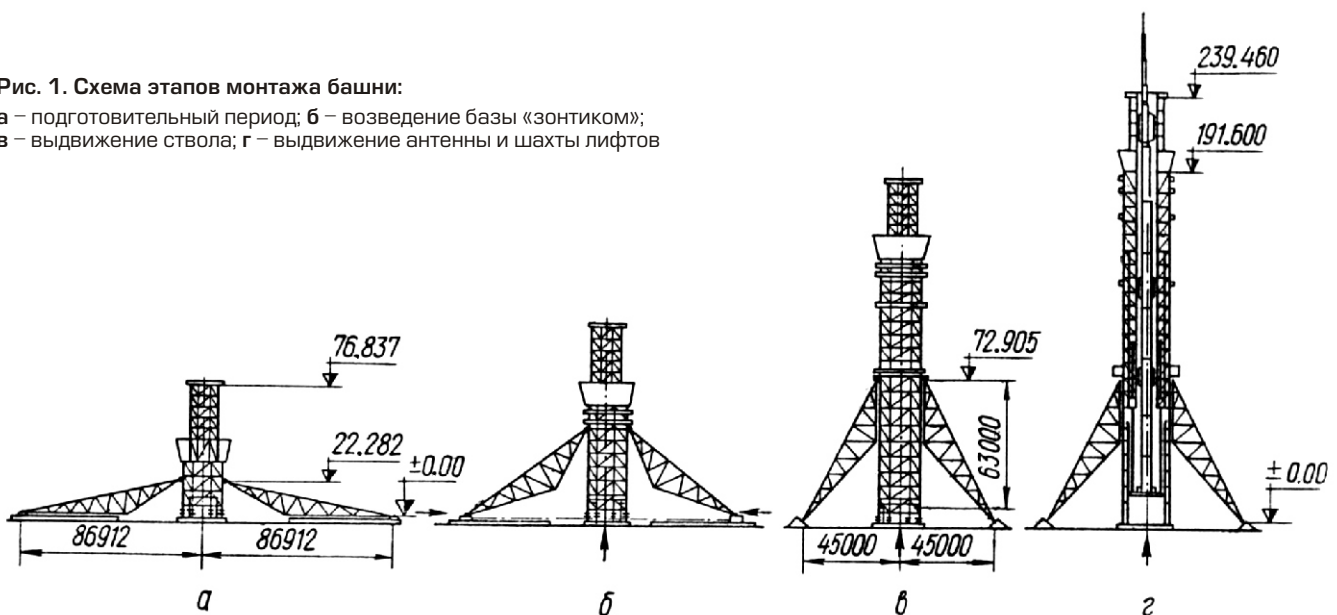 Рис. 1. Схема этапов монтажа башни:
а – подготовительный период; б – возведение базы «зонтиком»;
в – выдвижение ствола; г – выдвижение антенны и шахты лифтов
76.837
22.282
±0.00
86912
86912
а
б
72.905
63000
45000
45000
в
239.460
191.600
±0.00
г